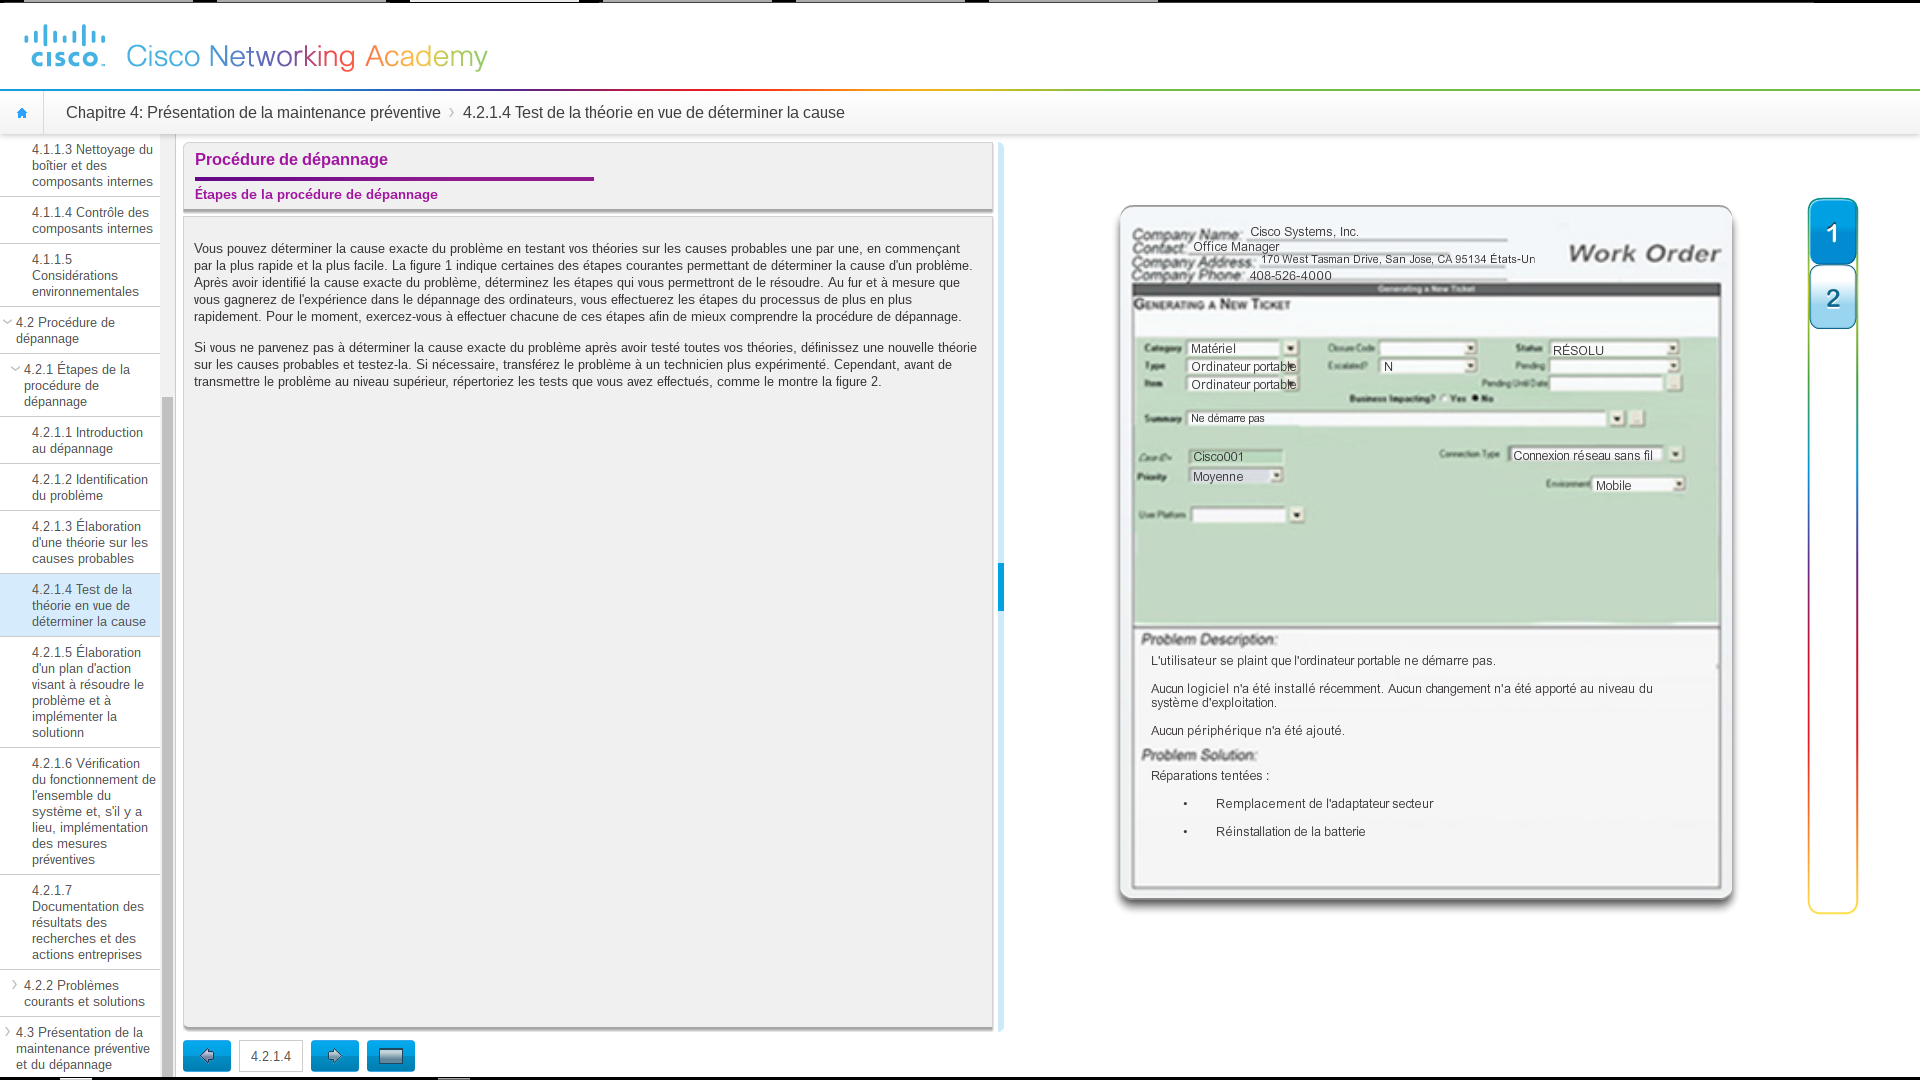 cisco
Cisco Networking Academy
Chapitre 4: Présentation de la maintenance préventive > 4.2.1.4 Test de la théorie en vue de déterminer la cause
4.1.1.3 Nettoyage du
boîtier et des
composants internes
4.1.1.4 Contrôle des
composants internes
4.1.1.5
Considérations
environnementales
4.2 Procédure de
dépannage
4.2.1 Étapes de la
procédure de
dépannage
4.2.1.1 Introduction
au dépannage
4.2.1.2 Identification
du problème
4.2.1.3 Élaboration
d'une théorie sur les
causes probables
4.2.1.4 Test de la
théorie en vue de
déterminer la cause
4.2.1.5 Élaboration
d'un plan d'action
visant à résoudre le
problème et à
implémenter la
solutionn
4.2.1.6 Vérification
du fonctionnement de
l'ensemble du
système et, s'il y a
lieu, implémentation
des mesures
préventives
4.2.1.7
Documentation des
résultats des
recherches et des
actions entreprises
4.2.2 Problèmes
courants et solutions
4.3 Présentation de la
maintenance préventive
et du dépannage
Procédure de dépannage
Étapes de la procédure de dépannage
Vous pouvez déterminer la cause exacte du problème en testant vos théories sur les causes probables une par une, en commençant
par la plus rapide et la plus facile. La figure 1 indique certaines des étapes courantes permettant de déterminer la cause d'un problème.
Après avoir identifié la cause exacte du problème, déterminez les étapes qui vous permettront de le résoudre. Au fur et à mesure que
vous gagnerez de l'expérience dans le dépannage des ordinateurs, vous effectuerez les étapes du processus de plus en plus
rapidement. Pour le moment, exercez-vous à effectuer chacune de ces étapes afin de mieux comprendre la procédure de dépannage.
Si vous ne parvenez pas à déterminer la cause exacte du problème après avoir testé toutes vos théories, définissez une nouvelle théorie
sur les causes probables et testez-la. Si nécessaire, transférez le problème à un technicien plus expérimenté. Cependant, avant de
transmettre le problème au niveau supérieur, répertoriez les tests que vous avez effectués, comme le montre la figure 2.
4.2.1.4
Company Name: Cisco Systems, Inc.
Contact: Office Manager
Company Address: 170 West Tasman Drive, San Jose, CA 95134 États-Un
Company Phone: 408-526-4000
Work Order
Generating a New Ticket
GENERATING A NEW TICKET
Category Matériel Closure Code Status RÉSOLU
Type Ordinateur portable Escalated? N Pending
Item Ordinateur portable Pending Until Date
Business Impacting? Yes No
Summary Ne démarre pas
Case ID# Cisco001 Connection Type Connexion réseau sans fil
Priority Moyenne Environment Mobile
User Platform
Problem Description:
L'utilisateur se plaint que l'ordinateur portable ne démarre pas.
Aucun logiciel n'a été installé récemment. Aucun changement n'a été apporté au niveau du
système d'exploitation.
Aucun périphérique n'a été ajouté.
Problem Solution:
Réparations tentées :
• Remplacement de l'adaptateur secteur
• Réinstallation de la batterie
1
2